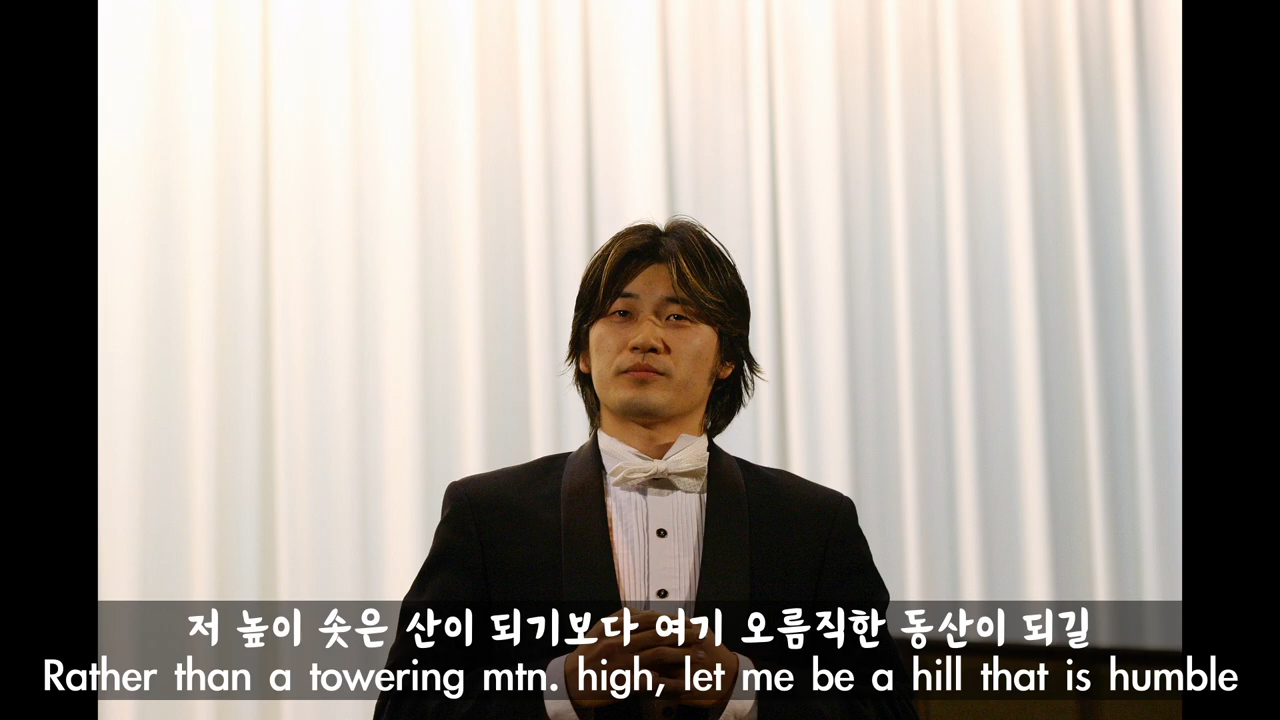 저 높이 솟은 산이 되기보다 여기 오름직한 동산이 되길
Rather than a towering mtn. high, let me be a hill that is humble